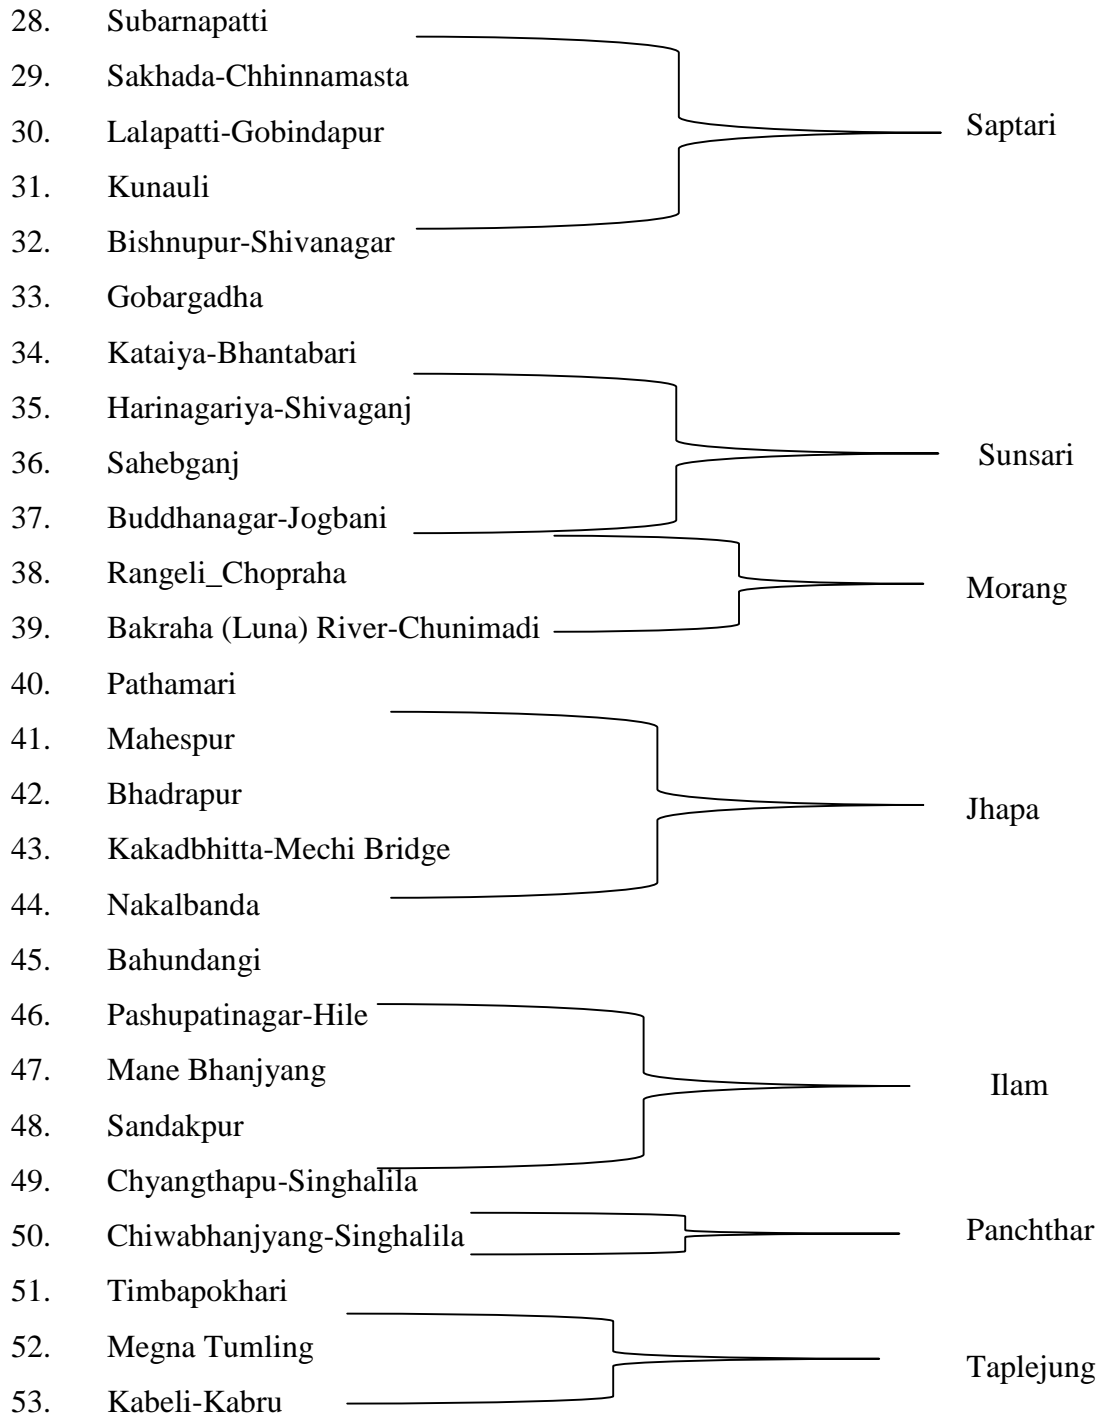 28. Subarnapatti
29. Sakhada-Chhinnamasta
30. Lalapatti-Gobindapur
Saptari
31. Kunauli
32. Bishnupur-Shivanagar
33. Gobargadha
34. Kataiya-Bhantabari
35. Harinagariya-Shivaganj
36. Sahebganj
Sunsari
37. Buddhanagar-Jogbani
38. Rangeli_Chopraha
Morang
39. Bakraha (Luna) River-Chunimadi
40. Pathamari
41. Mahespur
42. Bhadrapur
Jhapa
43. Kakadbhitta-Mechi Bridge
44. Nakalbanda
45. Bahundangi
46. Pashupatinagar-Hile
47. Mane Bhanjyang
Ilam
48. Sandakpur
49. Chyangthapu-Singhalila
50. Chiwabhanjyang-Singhalila
Panchthar
51. Timbapokhari
52. Megna Tumling
Taplejung
53. Kabeli-Kabru